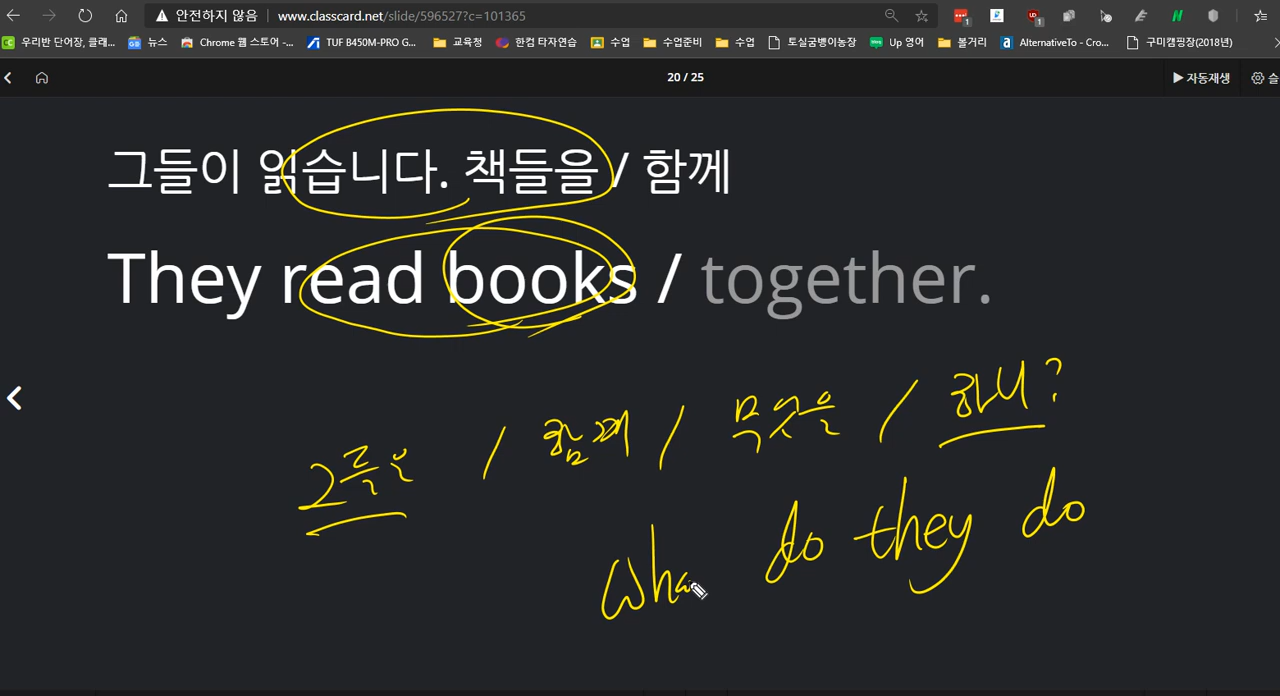 안전하지 않음 | www.classcard.net/slide/596527?c=101365
우리반 단어장, 클래... 뉴스 Chrome 웹 스토어 -... TUF B450M-PRO G... 교육청 한컴 타자연습 수업 수업준비 수업 토실굼벵이농장 Up 영어 볼거리 AlternativeTo - Cro... 구미캠핑장(2018년)
20 / 25 자동재생 슬
그들이 읽습니다. 책들을 / 함께
They read books / together.
/ 함께 / 무엇을 / 하니?
Wha do they do